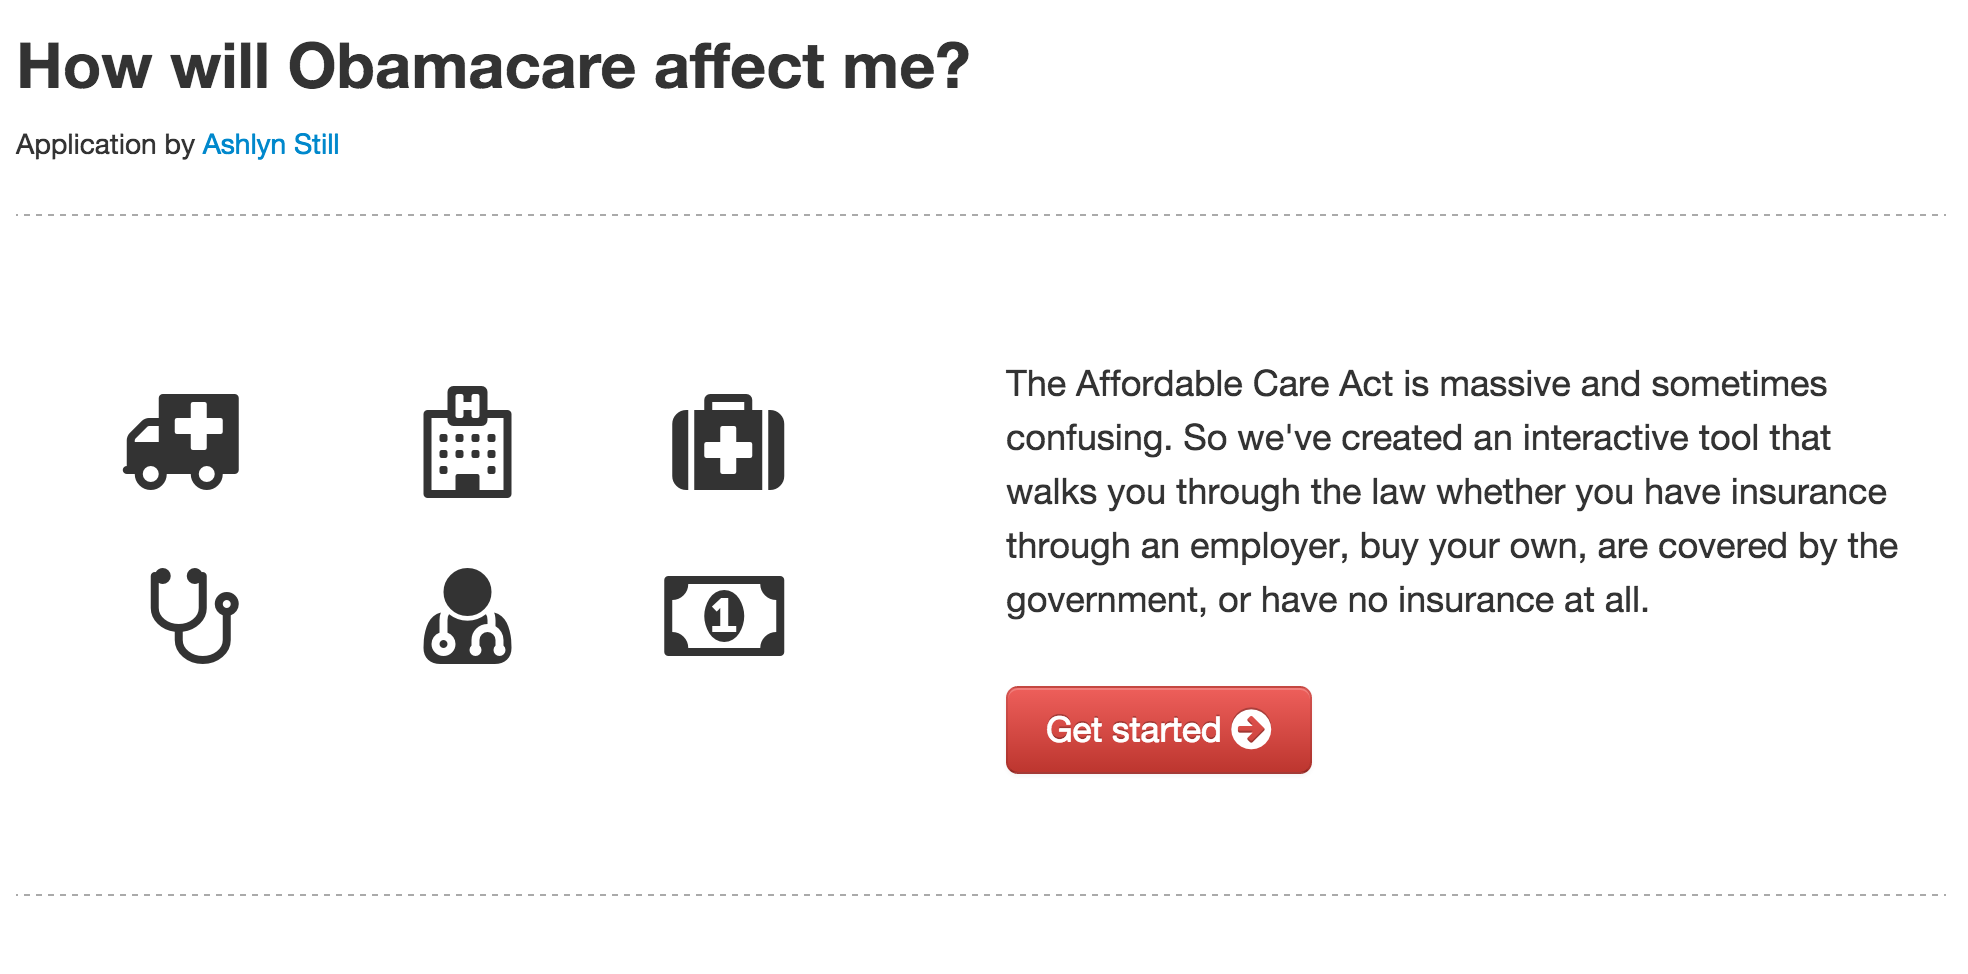 How will Obamacare affect me?
Application by Ashlyn Still
H
1
The Affordable Care Act is massive and sometimes
confusing. So we've created an interactive tool that
walks you through the law whether you have insurance
through an employer, buy your own, are covered by the
government, or have no insurance at all.
Get started